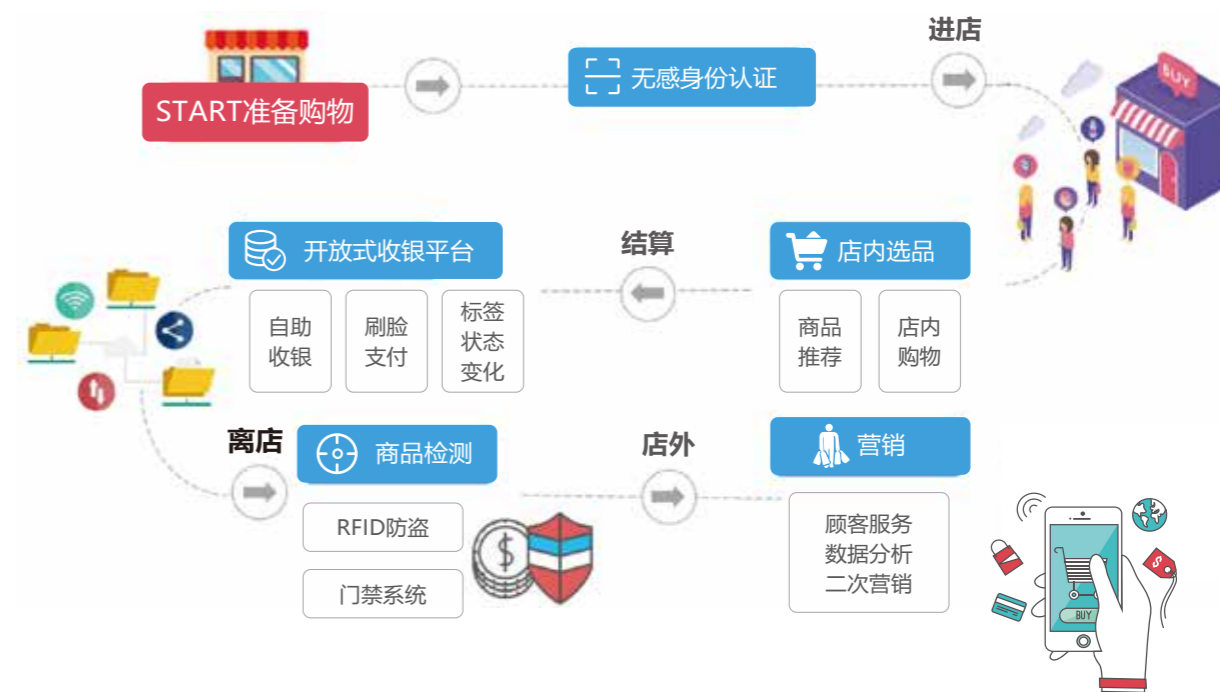 进店
BUY
START准备购物
无感身份认证
开放式收银平台
结算
店内选品
自助
收银
刷脸
支付
标签
状态
变化
商品
推荐
店内
购物
离店
商品检测
店外
营销
RFID防盗
门禁系统
$
顾客服务
数据分析
二次营销
$
BUY